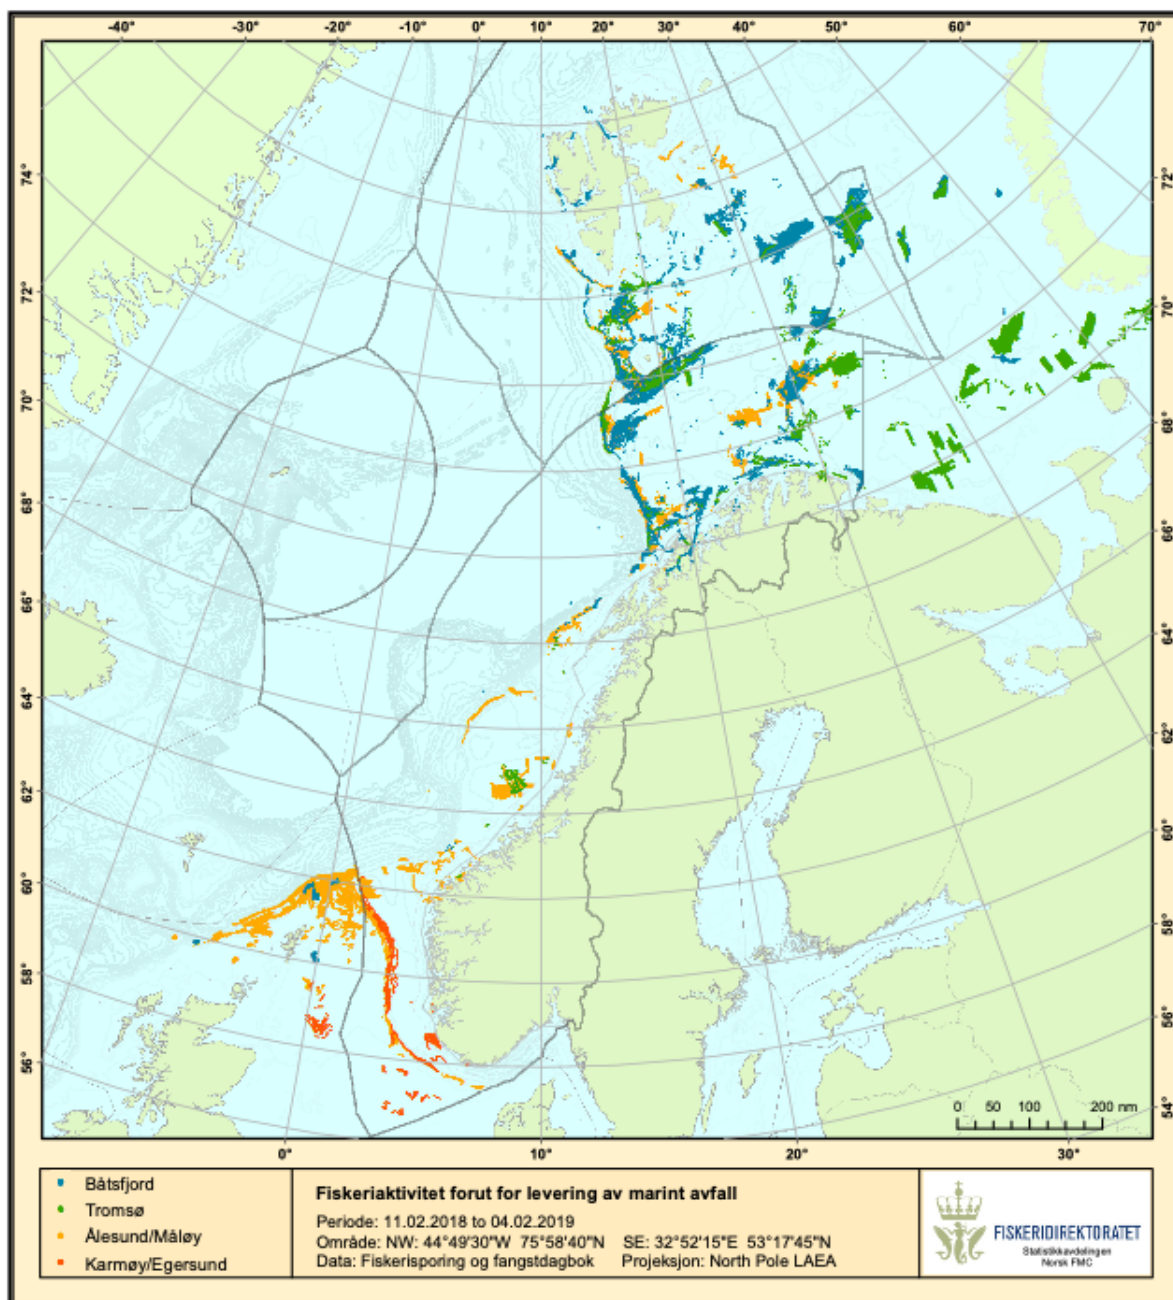 -40° -30° -20° -10° 0° 10° 20° 30° 40° 50° 60° 70°
74° 72°
72° 70°
70° 68°
68° 66°
66° 64°
64° 62°
62° 60°
60° 58°
58° 56°
56° 54°
0 50 100 200 nm
0° 10° 20° 30°
Båtsfjord
Tromsø
Ålesund/Måløy
Karmøy/Egersund
Fiskeriaktivitet forut for levering av marint avfall
Periode: 11.02.2018 to 04.02.2019
Område: NW: 44°49'30"W 75°58'40"N SE: 32°52'15"E 53°17'45"N
Data: Fiskerisporing og fangstdagbok Projeksjon: North Pole LAEA
FISKERIDIREKTORATET
Statistikkavdelingen
Norsk FMC